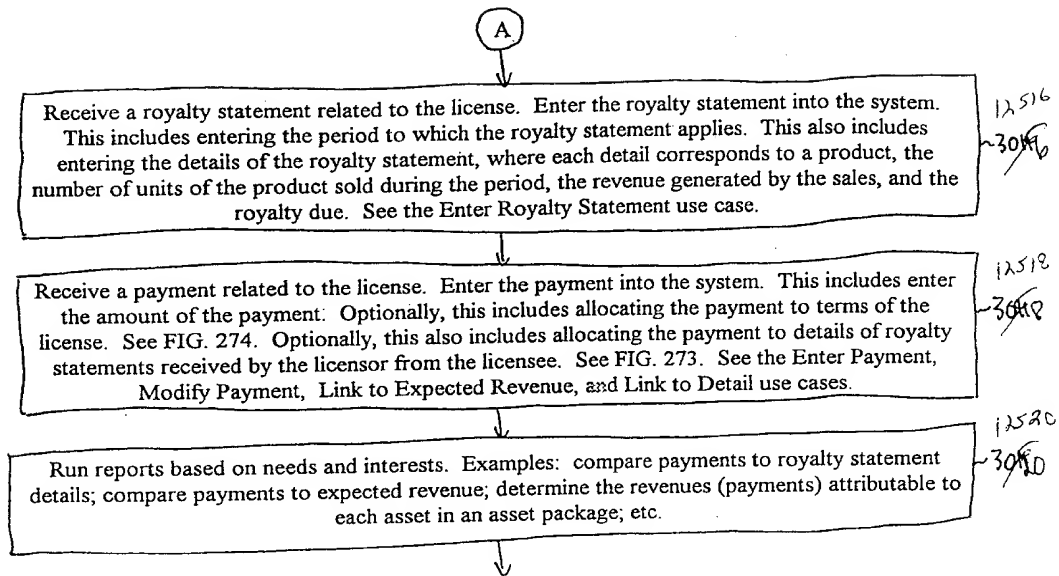 A
Receive a royalty statement related to the license. Enter the royalty statement into the system.
This includes entering the period to which the royalty statement applies. This also includes
entering the details of the royalty statement, where each detail corresponds to a product, the
number of units of the product sold during the period, the revenue generated by the sales, and the
royalty due. See the Enter Royalty Statement use case.
12516
Receive a payment related to the license. Enter the payment into the system. This includes enter
the amount of the payment. Optionally, this includes allocating the payment to terms of the
license. See FIG. 274. Optionally, this also includes allocating the payment to details of royalty
statements received by the licensor from the licensee. See FIG. 273. See the Enter Payment,
Modify Payment, Link to Expected Revenue, and Link to Detail use cases.
12518
Run reports based on needs and interests. Examples: compare payments to royalty statement
details; compare payments to expected revenue; determine the revenues (payments) attributable to
each asset in an asset package; etc.
12520